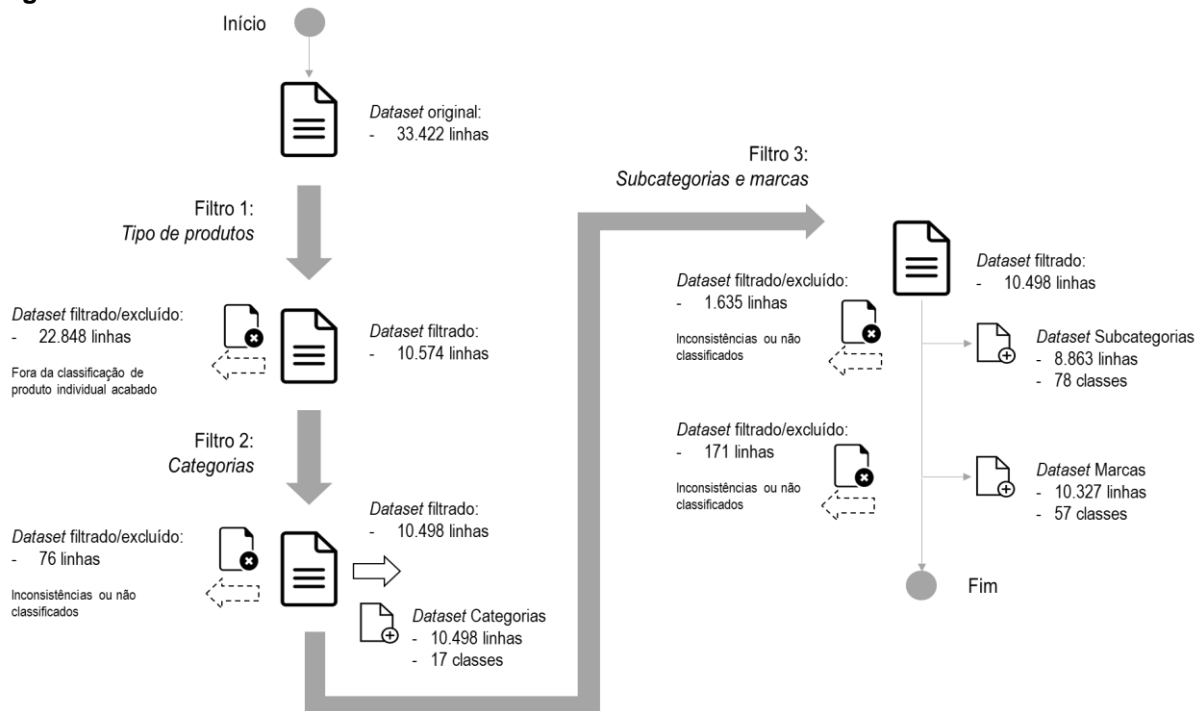 Início
Dataset original:
- 33.422 linhas
Filtro 1:
Tipo de produtos
Dataset filtrado/excluído:
- 22.848 linhas
Fora da classificação de
produto individual acabado
Dataset filtrado:
- 10.574 linhas
Filtro 2:
Categorias
Dataset filtrado/excluído:
- 76 linhas
Inconsistências ou não
classificados
Dataset filtrado:
- 10.498 linhas
Dataset Categorias
- 10.498 linhas
- 17 classes
Filtro 3:
Subcategorias e marcas
Dataset filtrado:
- 10.498 linhas
Dataset filtrado/excluído:
- 1.635 linhas
Inconsistências ou não
classificados
Dataset Subcategorias
- 8.863 linhas
- 78 classes
Dataset filtrado/excluído:
- 171 linhas
Inconsistências ou não
classificados
Dataset Marcas
- 10.327 linhas
- 57 classes
Fim